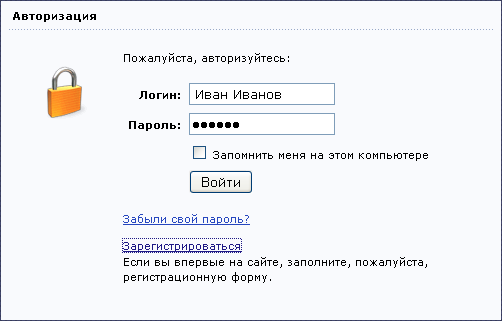 Авторизация
Пожалуйста, авторизуйтесь:
Логин: Иван Иванов
Пароль: ●●●●●●
Запомнить меня на этом компьютере
Войти
Забыли свой пароль?
Зарегистрироваться
Если вы впервые на сайте, заполните, пожалуйста,
регистрационную форму.